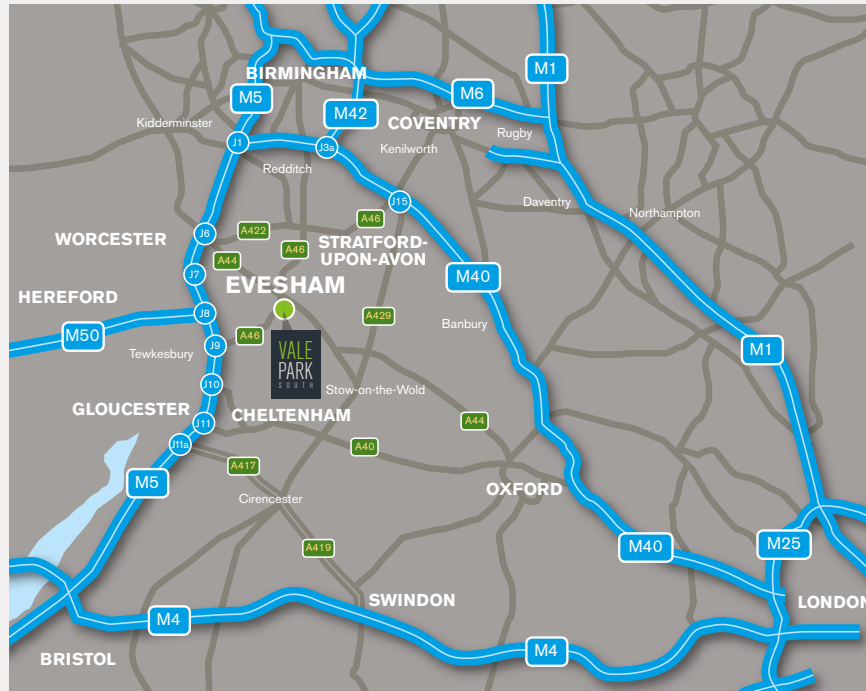 M1
BIRMINGHAM
M5
M6
M42
Kidderminster
COVENTRY
Rugby
J1
J3a
Kenilworth
Redditch
J15
Daventry
Northampton
A46
J6
A422
WORCESTER
STRATFORD-
UPON-AVON
A46
A44
J7
M40
EVESHAM
HEREFORD
J8
A429
Banbury
M50
A46
J9
Tewkesbury
VALE
PARK
SOUTH
M1
J10
Stow-on-the-Wold
GLOUCESTER
CHELTENHAM
J11
A44
J11a
A40
A417
M5
OXFORD
Cirencester
A419
M40
M25
SWINDON
LONDON
M4
M4
BRISTOL